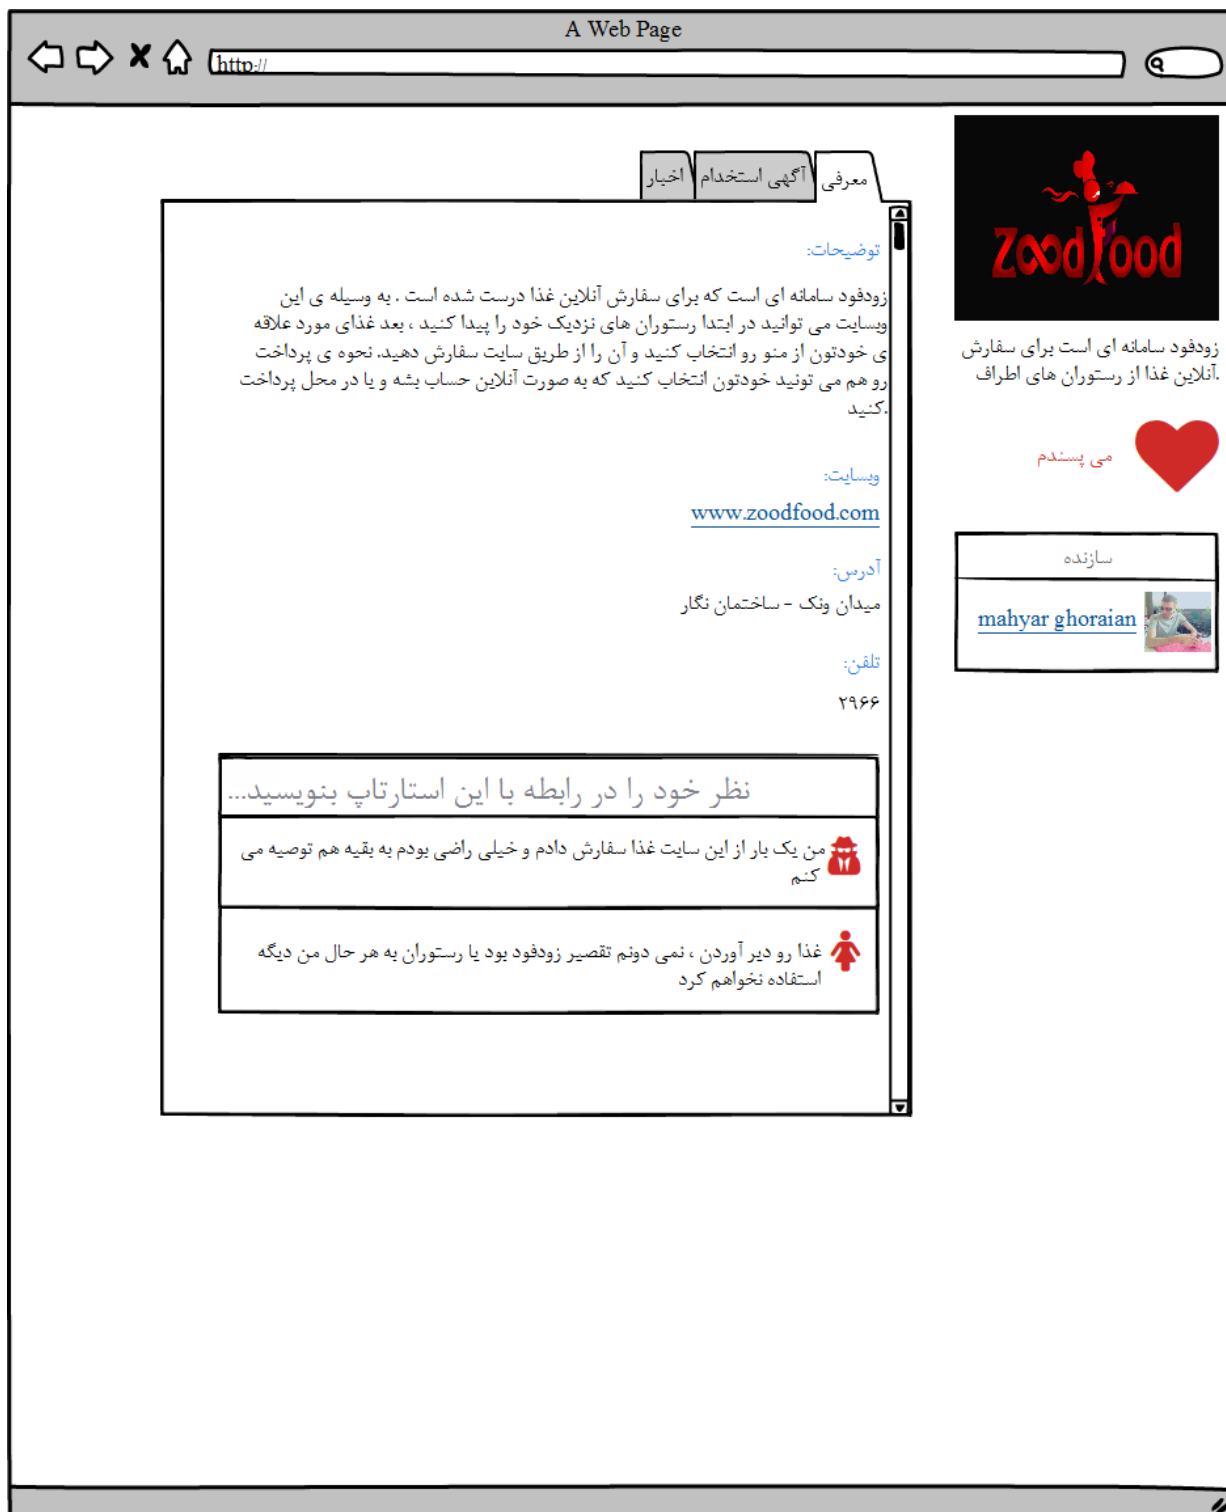 A Web Page
http://
معرفی
آگهی استخدام
اخبار
ZoodFood
زودفود سامانه ای است برای سفارش
آنلاین غذا از رستوران های اطراف.
می پسندم
سازنده
mahyar ghoraian
توضیحات:
زودفود سامانه ای است که برای سفارش آنلاین غذا درست شده است . به وسیله ی این
وبسایت می توانید در ابتدا رستوران های نزدیک خود را پیدا کنید ، بعد غذای مورد علاقه
ی خودتون از منو رو انتخاب کنید و آن را از طریق سایت سفارش دهید. نحوه ی پرداخت
رو هم می تونید خودتون انتخاب کنید که به صورت آنلاین حساب بشه و یا در محل پرداخت
کنید.
وبسایت:
www.zoodfood.com
آدرس:
میدان ونک - ساختمان نگار
تلفن:
۲۹۶۶
نظر خود را در رابطه با این استارتاپ بنویسید...
من یک بار از این سایت غذا سفارش دادم و خیلی راضی بودم به بقیه هم توصیه می
کنم
غذا رو دیر آوردن ، نمی دونم تقصیر زودفود بود یا رستوران به هر حال من دیگه
استفاده نخواهم کرد